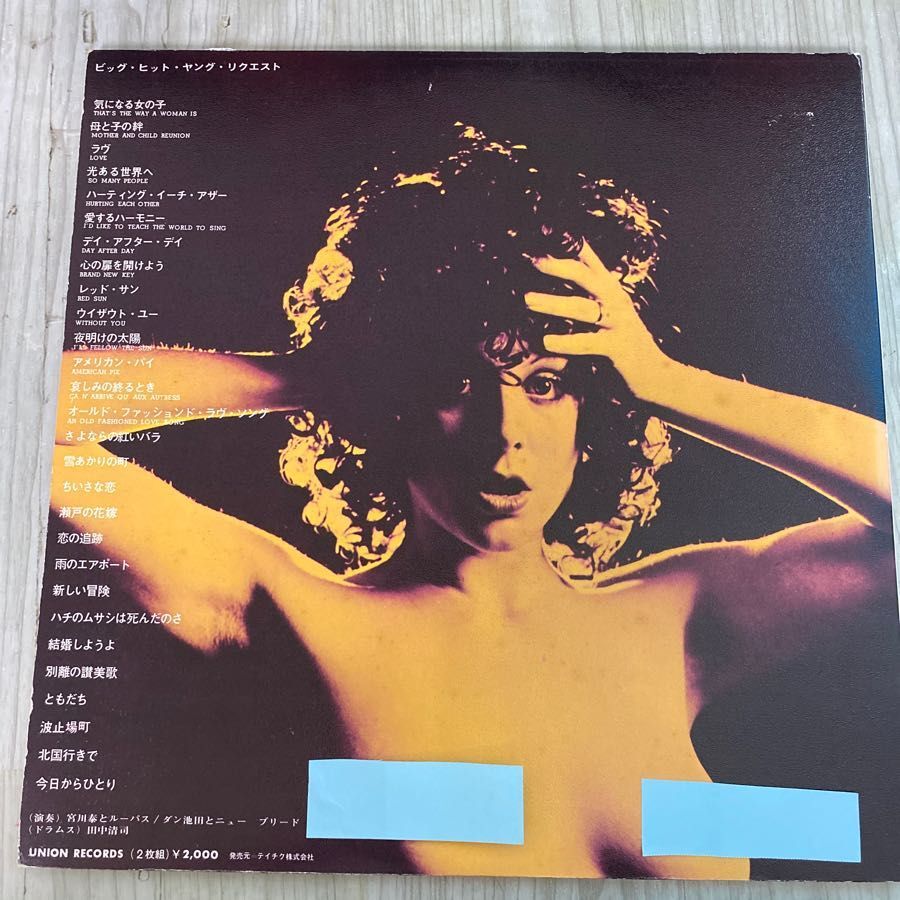 ビッグ・ヒット・ヤング・リクエスト
気になる女の子
THAT'S THE WAY A WOMAN IS
母と子の絆
MOTHER AND CHILD REUNION
ラヴ
LOVE
光ある世界へ
SO MANY PEOPLE
ハーティング・イーチ・アザー
HURTING EACH OTHER
愛するハーモニー
I'D LIKE TO TEACH THE WORLD TO SING
デイ・アフター・デイ
DAY AFTER DAY
心の扉を開けよう
BRAND NEW KEY
レッド・サン
RED SUN
ウイザウト・ユー
WITHOUT YOU
夜明けの太陽
I'LL FELLOW THE SUN
アメリカン・パイ
AMERICAN PIE
哀しみの終るとき
ÇA N'ARRIVE QU' AUX AUTRESS
オールド・ファッションド・ラヴ・ソング
AN OLD FASHIONED LOVE SONG
さよならの紅いバラ
雪あかりの町
ちいさな恋
瀬戸の花嫁
恋の追跡
雨のエアポート
新しい冒険
ハチのムサシは死んだのさ
結婚しようよ
別離の讃美歌
ともだち
波止場町
北国行きで
今日からひとり
(演奏)宮川泰とルーパス/ダン池田とニュー ブリード
(ドラムス)田中清司
UNION RECORDS (2枚組)¥2,000 発売元—テイチク株式会社